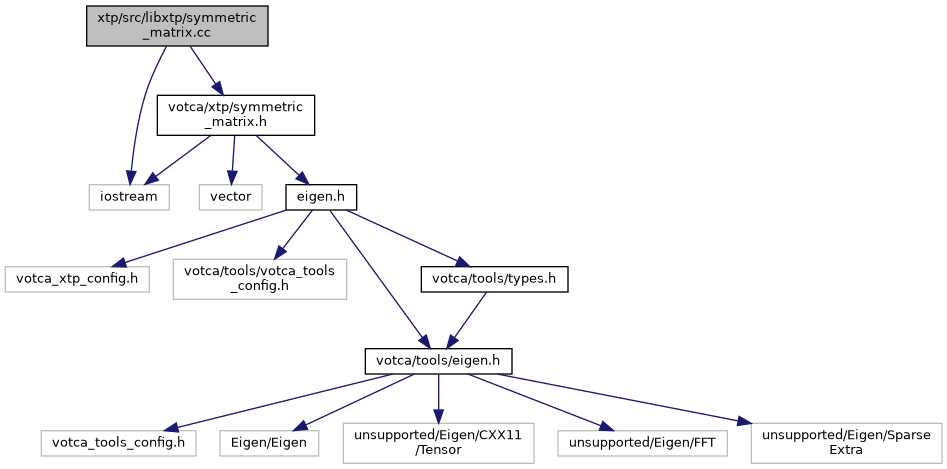 xtp/src/libxtp/symmetric
_matrix.cc
votca/xtp/symmetric
_matrix.h
iostream
vector
eigen.h
votca_xtp_config.h
votca/tools/votca_tools
_config.h
votca/tools/types.h
votca/tools/eigen.h
votca_tools_config.h
Eigen/Eigen
unsupported/Eigen/CXX11
/Tensor
unsupported/Eigen/FFT
unsupported/Eigen/Sparse
Extra